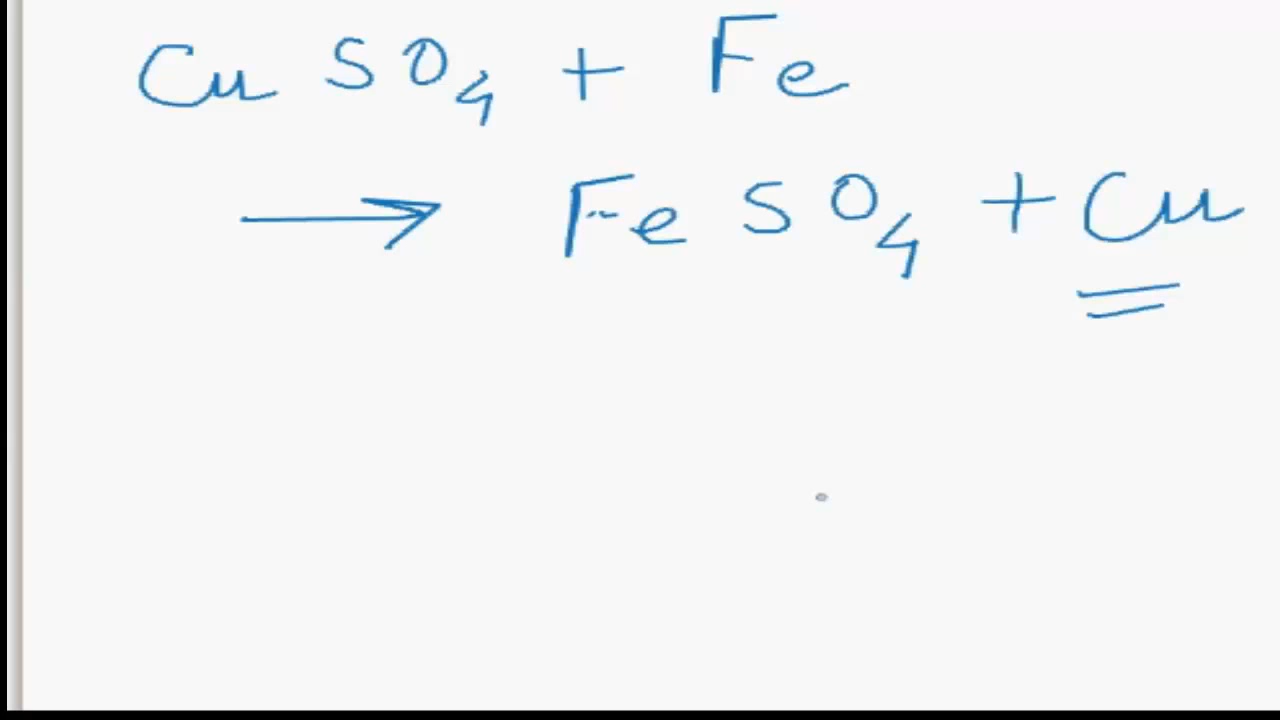 CuSO₄ + Fe
→ FeSO₄ + Cu